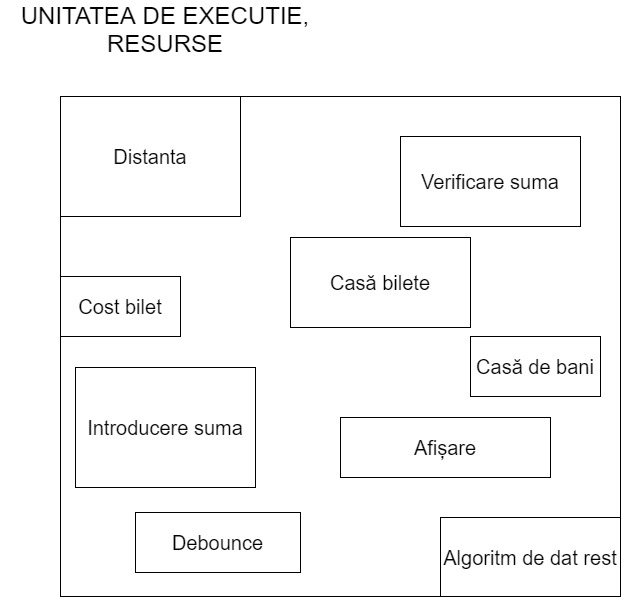 UNITATEA DE EXECUTIE,
RESURSE
Distanta
Verificare suma
Casă bilete
Cost bilet
Casă de bani
Introducere suma
Afișare
Debounce
Algoritm de dat rest